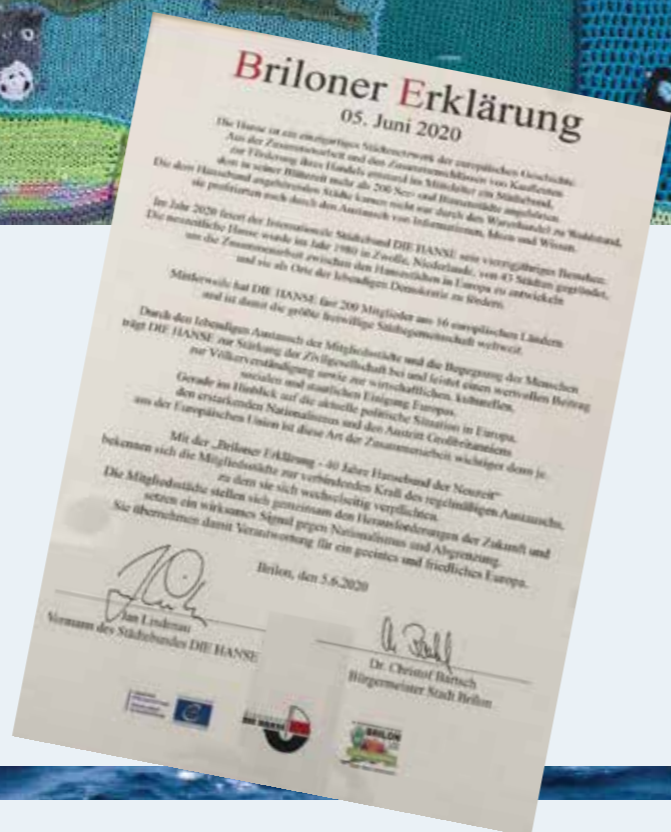 Briloner Erklärung
05. Juni 2020
Die Hanse ist ein einzigartiges Städtenetzwerk der europäischen Geschichte.
Aus der Zusammenarbeit und den Zusammenschlüssen von Kaufleuten
zur Förderung ihres Handels entstand im Mittelalter ein Städtebund,
dem in seiner Blütezeit mehr als 200 See- und Binnenstädte angehörten.
Die dem Hansebund angehörenden Städte kamen nicht nur durch den Warenhandel zu Wohlstand,
sie profitierten auch durch den Austausch von Informationen, Ideen und Wissen.
Im Jahr 2020 feiert der Internationale Städtebund DIE HANSE sein vierzigjähriges Bestehen.
Die neuzeitliche Hanse wurde im Jahr 1980 in Zwolle, Niederlande, von 43 Städten gegründet,
um die Zusammenarbeit zwischen den Hansestädten in Europa zu entwickeln
und sie als Orte der lebendigen Demokratie zu fördern.
Mittlerweile hat DIE HANSE fast 200 Mitglieder aus 16 europäischen Ländern
und ist damit die größte freiwillige Städtegemeinschaft weltweit.
Durch den lebendigen Austausch der Mitgliedsstädte und die Begegnung der Menschen
trägt DIE HANSE zur Stärkung der Zivilgesellschaft bei und leistet einen wertvollen Beitrag
zur Völkerverständigung sowie zur wirtschaftlichen, kulturellen,
sozialen und staatlichen Einigung Europas.
Gerade im Hinblick auf die aktuelle politische Situation in Europa,
den erstarkenden Nationalismus und den Austritt Großbritanniens
aus der Europäischen Union ist diese Art der Zusammenarbeit wichtiger denn je.
Mit der „Briloner Erklärung - 40 Jahre Hansebund der Neuzeit“
bekennen sich die Mitgliedsstädte zur verbindenden Kraft des regelmäßigen Austauschs,
zu dem sie sich wechselseitig verpflichten.
Die Mitgliedsstädte stellen sich gemeinsam den Herausforderungen der Zukunft und
setzen ein wirksames Signal gegen Nationalismus und Abgrenzung.
Sie übernehmen damit Verantwortung für ein geeintes und friedliches Europa.
Brilon, den 5.6.2020
Jan Lindenau
Vormann des Städtebundes DIE HANSE
Dr. Christof Bartsch
Bürgermeister Stadt Brilon
DIE HANSE
BRILON